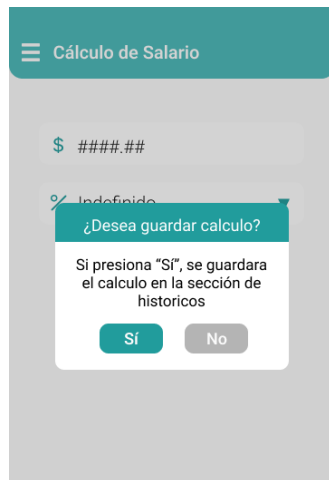 Cálculo de Salario
$ ####.##
% Indefinido
¿Desea guardar calculo?
Si presiona “Sí”, se guardara
el calculo en la sección de
historicos
Sí
No